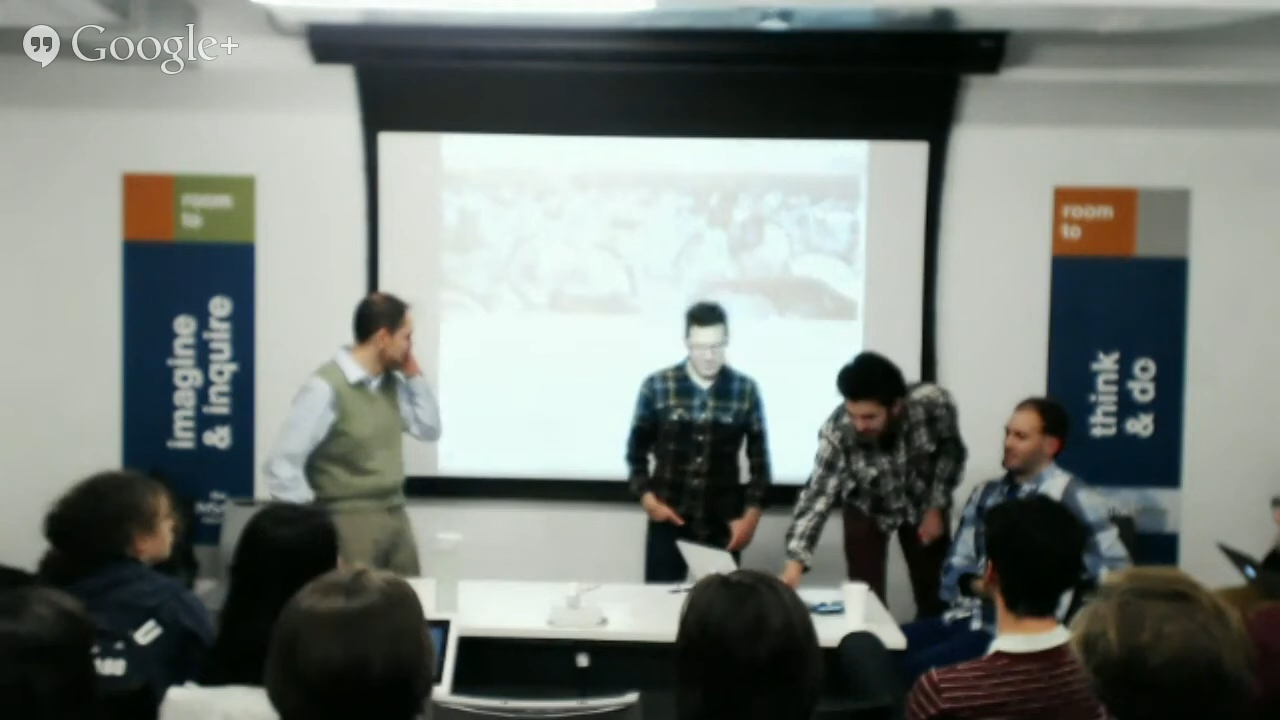 Google+
room
to
imagine
& inquire
room
to
think
& do